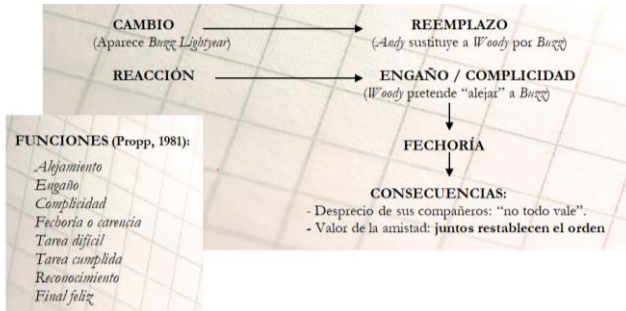 CAMBIO
REEMPLAZO
(Aparece Buzz Lightyear)
(Andy sustituye a Woody por Buzz)
REACCIÓN
ENGAÑO / COMPLICIDAD
(Woody pretende “alejar” a Buzz)
FECHORÍA
CONSECUENCIAS:
- Desprecio de sus compañeros: “no todo vale”.
- Valor de la amistad: juntos restablecen el orden
FUNCIONES (Propp, 1981):
Alejamiento
Engaño
Complicidad
Fechoría o carencia
Tarea difícil
Tarea cumplida
Reconocimiento
Final feliz